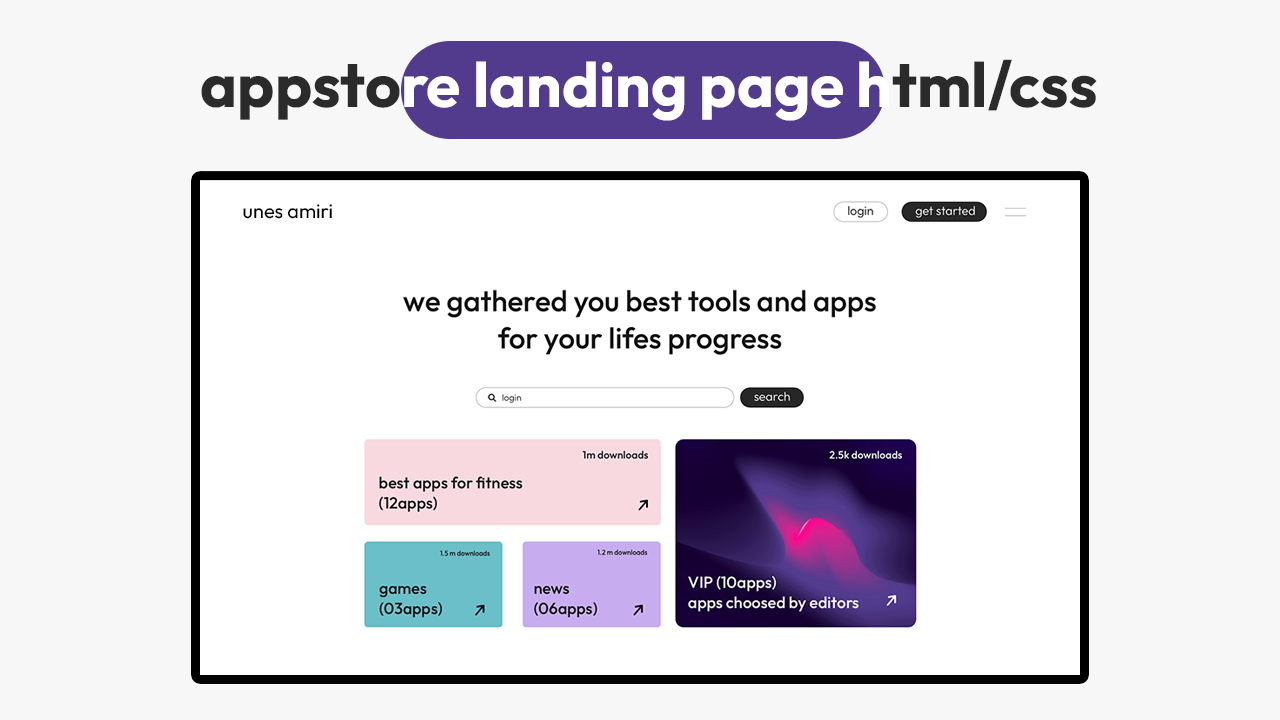 appstore landing page html/css
unes amiri
login
get started
we gathered you best tools and apps
for your lifes progress
login
search
1m downloads
best apps for fitness
(12apps)
1.5 m downloads
games
(03apps)
1.2 m downloads
news
(06apps)
2.5k downloads
VIP (10apps)
apps choosed by editors